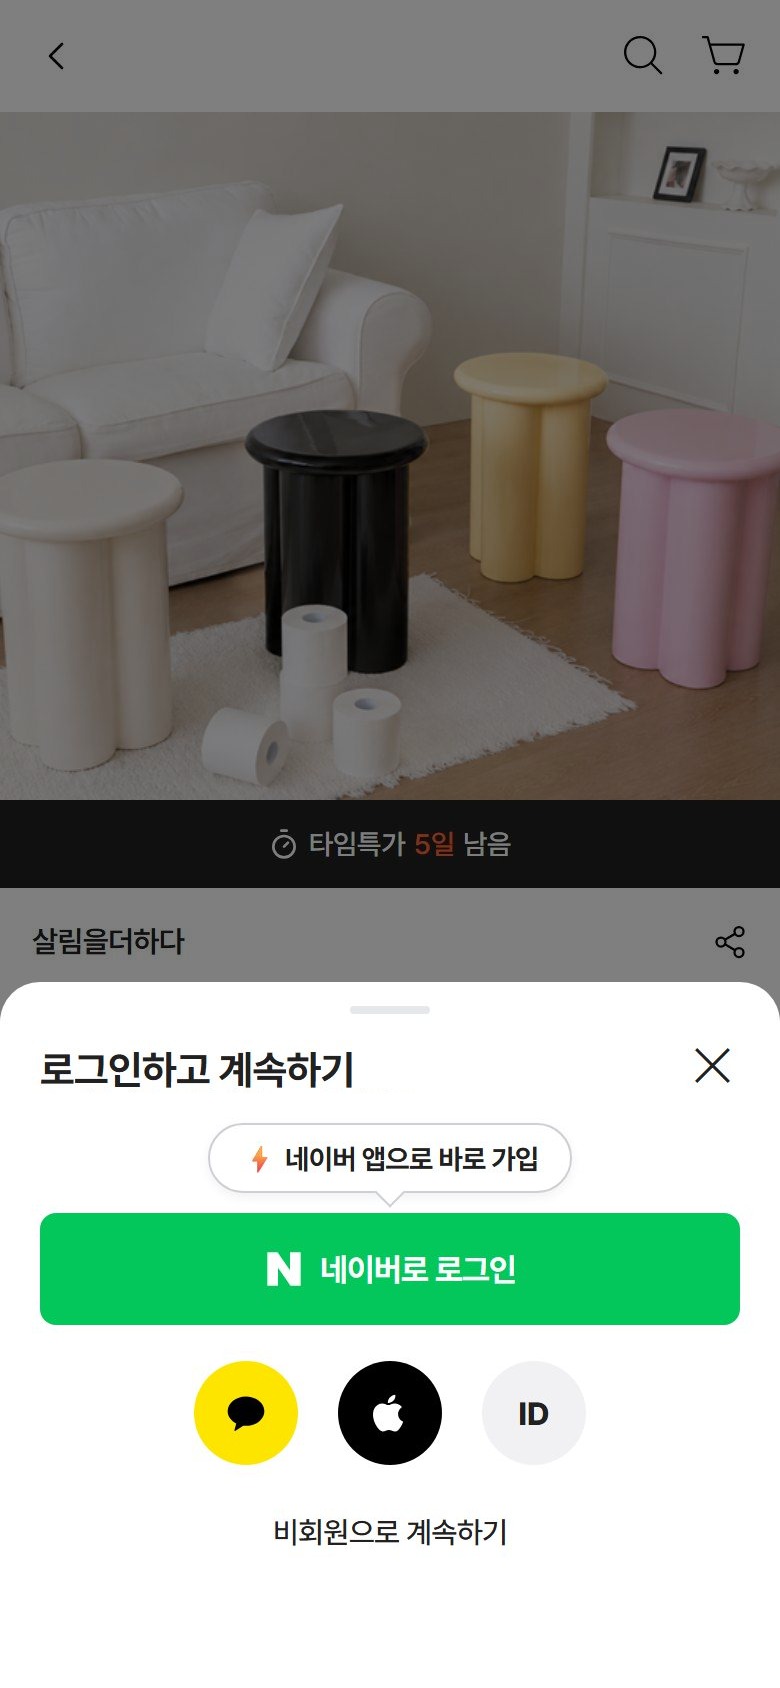 타임특가 5일 남음
살림을더하다
로그인하고 계속하기
네이버 앱으로 바로 가입
N 네이버로 로그인
ID
비회원으로 계속하기